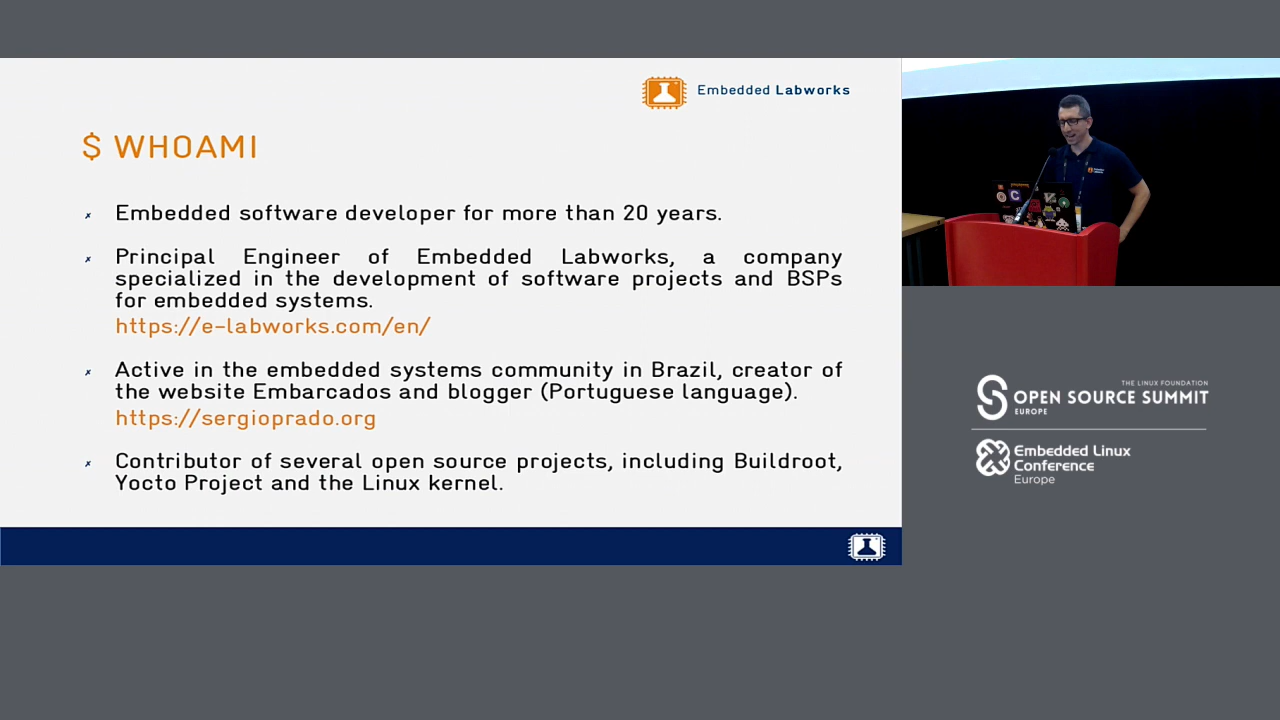 Embedded Labworks
$ WHOAMI
Embedded software developer for more than 20 years.
Principal Engineer of Embedded Labworks, a company
specialized in the development of software projects and BSPs
for embedded systems.
https://e-labworks.com/en/
Active in the embedded systems community in Brazil, creator of
the website Embarcados and blogger (Portuguese language).
https://sergioprado.org
Contributor of several open source projects, including Buildroot,
Yocto Project and the Linux kernel.
THE LINUX FOUNDATION
OPEN SOURCE SUMMIT
EUROPE
Embedded Linux
Conference
Europe